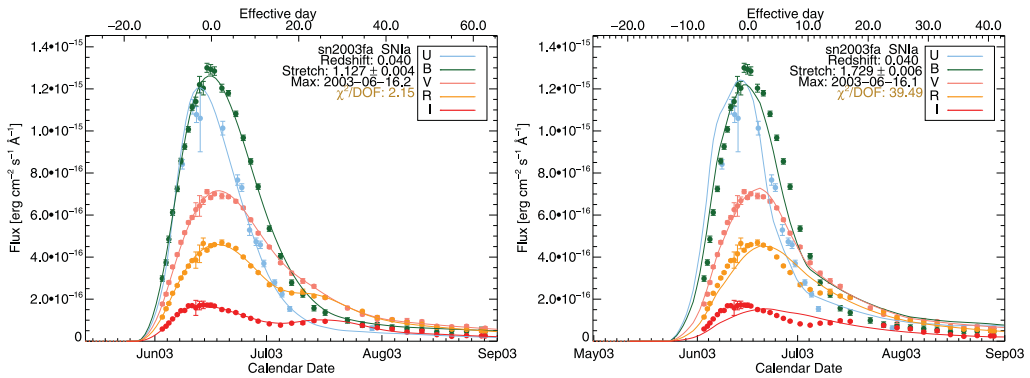 Effective day
-20.0 0.0 20.0 40.0 60.0
Flux [erg cm⁻² s⁻¹ Å⁻¹]
1.4•10⁻¹⁵
1.2•10⁻¹⁵
1.0•10⁻¹⁵
8.0•10⁻¹⁶
6.0•10⁻¹⁶
4.0•10⁻¹⁶
2.0•10⁻¹⁶
0
sn2003fa SNIa
Redshift: 0.040
Stretch: 1.127 ± 0.004
Max: 2003-06-16.2
χ²/DOF: 2.15
U
B
V
R
I
Jun03 Jul03 Aug03 Sep03
Calendar Date
Effective day
-20.0 -10.0 0.0 10.0 20.0 30.0 40.0
Flux [erg cm⁻² s⁻¹ Å⁻¹]
1.4•10⁻¹⁵
1.2•10⁻¹⁵
1.0•10⁻¹⁵
8.0•10⁻¹⁶
6.0•10⁻¹⁶
4.0•10⁻¹⁶
2.0•10⁻¹⁶
0
sn2003fa SNIa
Redshift: 0.040
Stretch: 1.729 ± 0.006
Max: 2003-06-16.1
χ²/DOF: 39.49
U
B
V
R
I
May03 Jun03 Jul03 Aug03 Sep03
Calendar Date